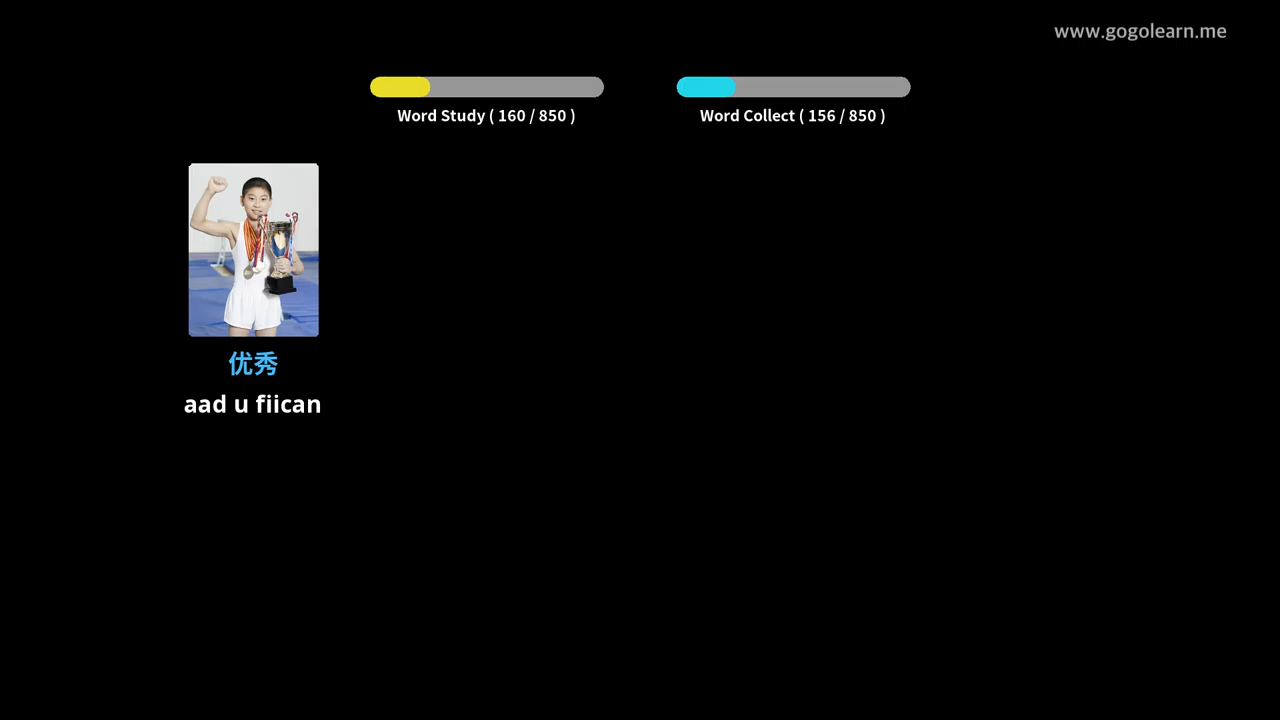 www.gogolearn.me
Word Study ( 160 / 850 )
Word Collect ( 156 / 850 )
优秀
aad u fiican